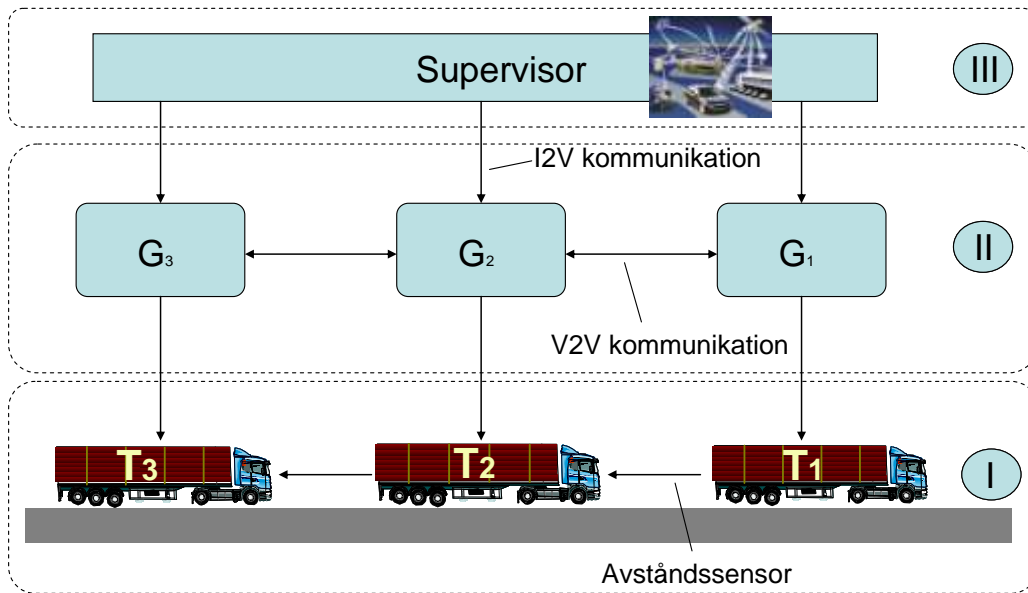 Supervisor
III
I2V kommunikation
G3
G2
G1
II
V2V kommunikation
T3
T2
T1
I
Avståndssensor